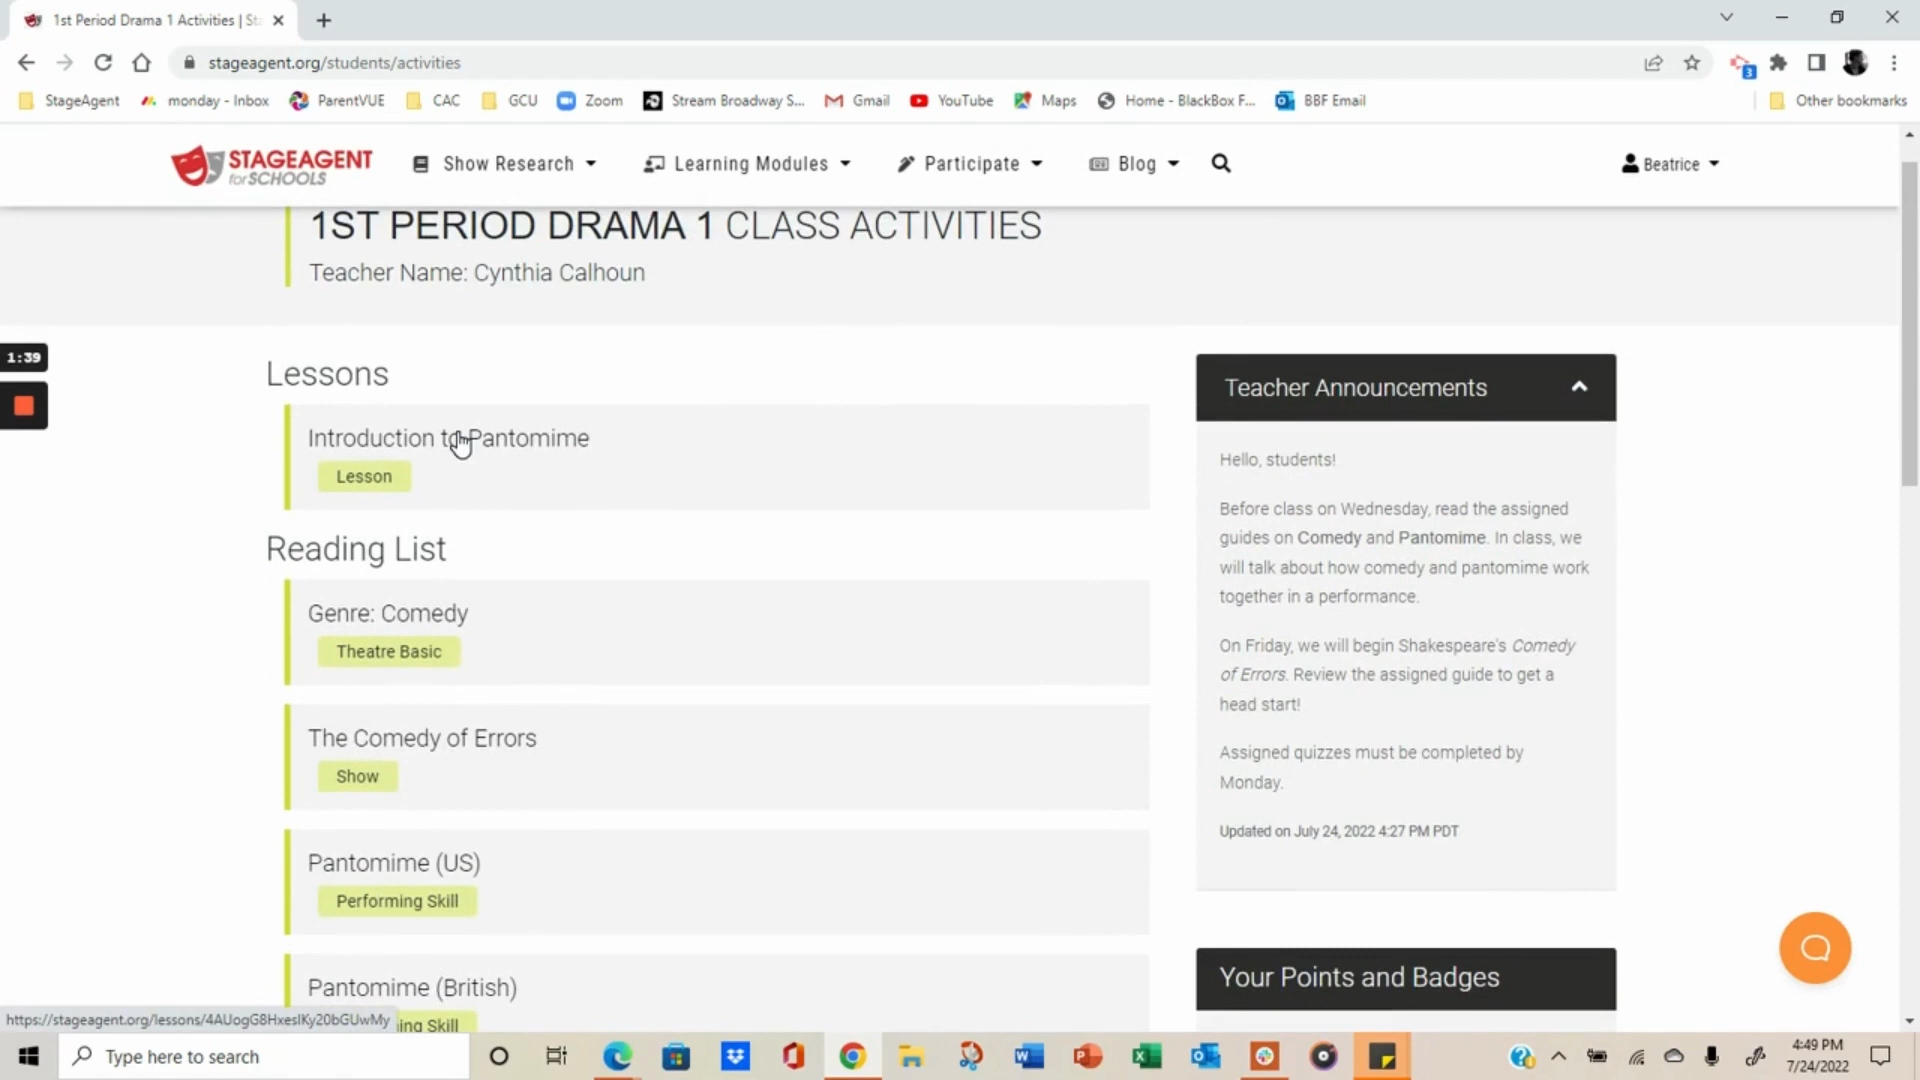 1st Period Drama 1 Activities | St
stageagent.org/students/activities
3
StageAgent
monday - Inbox
ParentVUE
CAC
GCU
Zoom
Stream Broadway S...
Gmail
YouTube
Maps
Home - BlackBox F...
BBF Email
Other bookmarks
STAGEAGENT
for SCHOOLS
Show Research
Learning Modules
Participate
Blog
Beatrice
1ST PERIOD DRAMA 1 CLASS ACTIVITIES
Teacher Name: Cynthia Calhoun
1:39
Lessons
Introduction to Pantomime
Lesson
Reading List
Genre: Comedy
Theatre Basic
The Comedy of Errors
Show
Pantomime (US)
Performing Skill
Pantomime (British)
ing Skill
Teacher Announcements
Hello, students!
Before class on Wednesday, read the assigned
guides on Comedy and Pantomime. In class, we
will talk about how comedy and pantomime work
together in a performance.
On Friday, we will begin Shakespeare's Comedy
of Errors. Review the assigned guide to get a
head start!
Assigned quizzes must be completed by
Monday.
Updated on July 24, 2022 4:27 PM PDT
Your Points and Badges
Type here to search
4:49 PM
7/24/2022